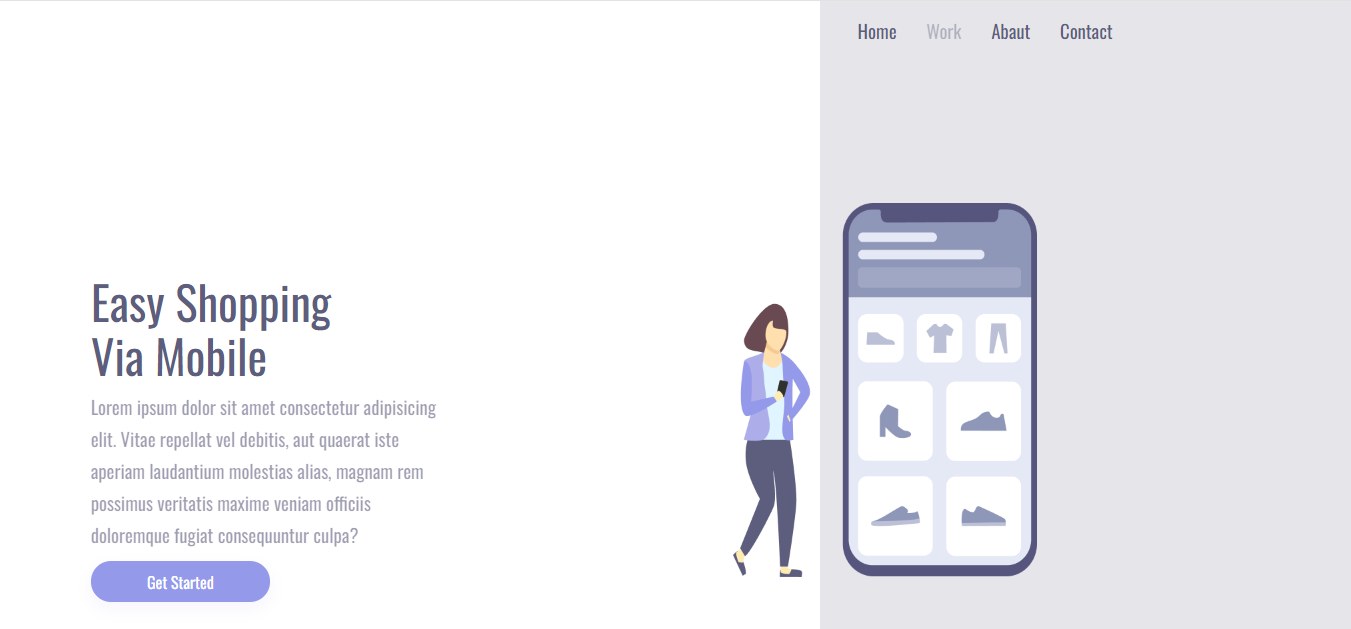 Home
Work
Abaut
Contact
Easy Shopping
Via Mobile
Lorem ipsum dolor sit amet consectetur adipisicing
elit. Vitae repellat vel debitis, aut quaerat iste
aperiam laudantium molestias alias, magnam rem
possimus veritatis maxime veniam officiis
doloremque fugiat consequuntur culpa?
Get Started